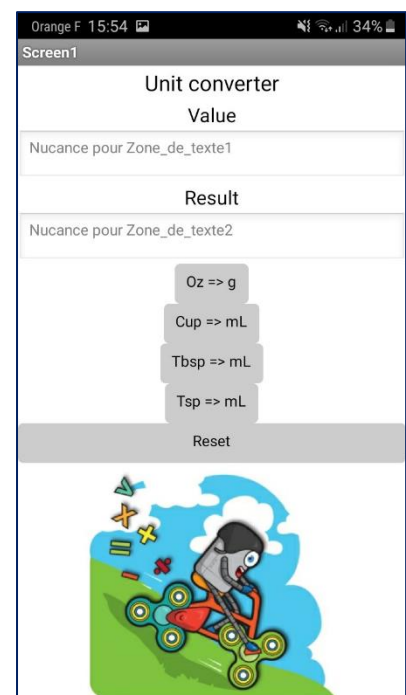 Orange F 15:54 34%
Screen1
Unit converter
Value
Nucance pour Zone_de_texte1
Result
Nucance pour Zone_de_texte2
Oz => g
Cup => mL
Tbsp => mL
Tsp => mL
Reset